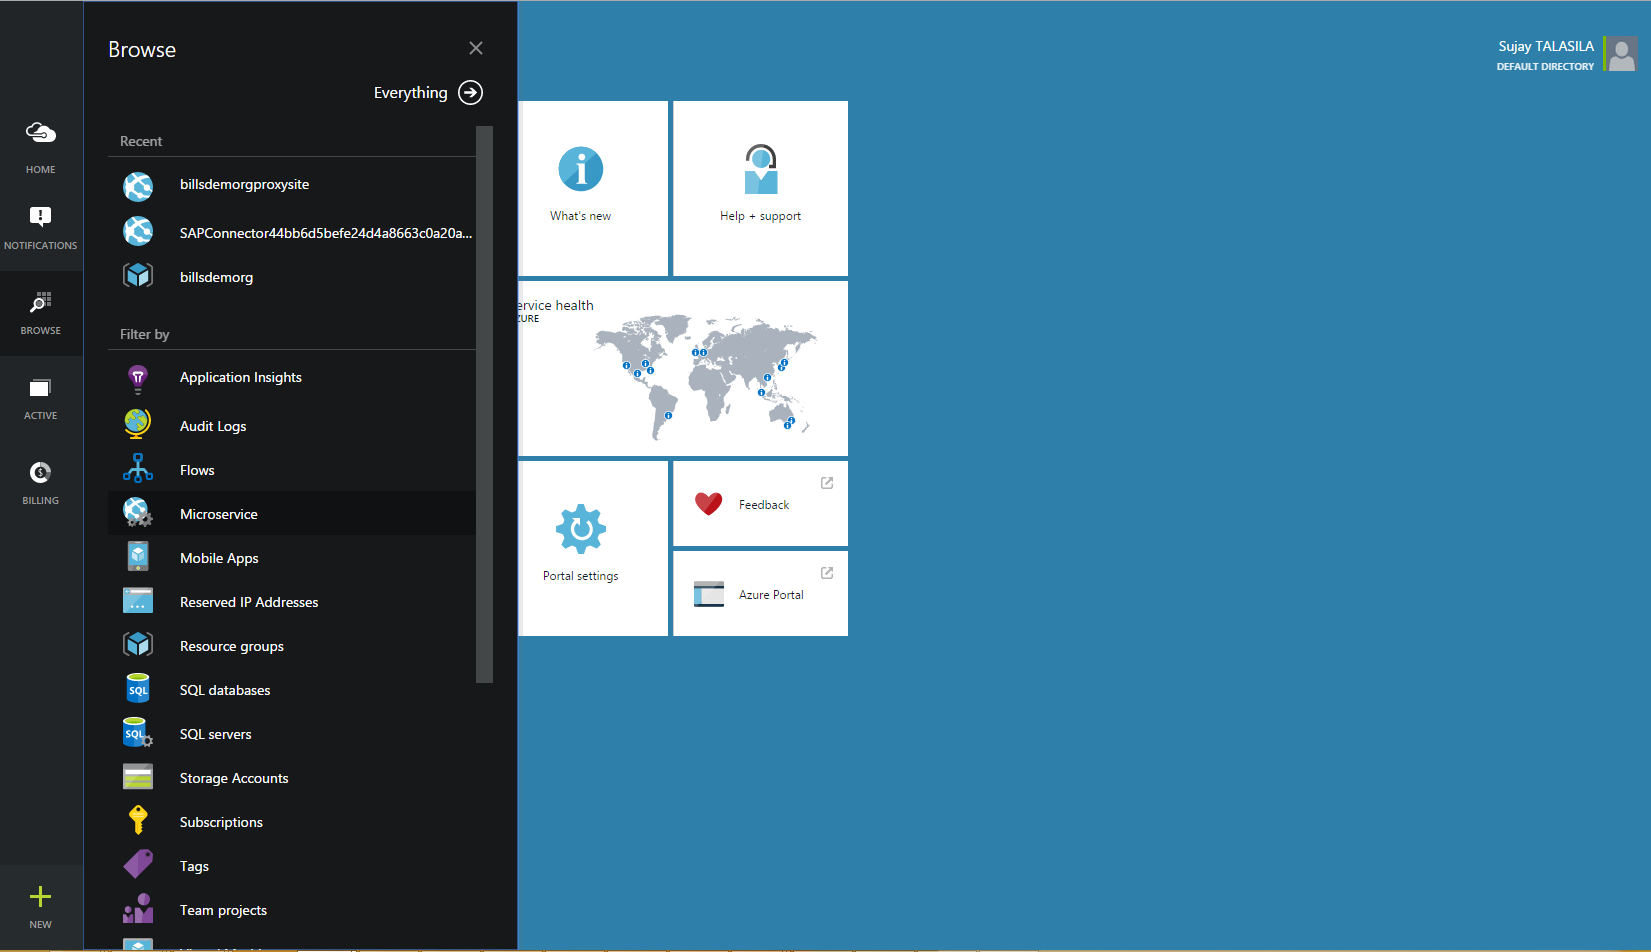 Browse
Everything
Recent
billsdemorgproxysite
SAPConnector44bb6d5befe24d4a8663c0a20a...
billsdemorg
Filter by
Application Insights
Audit Logs
Flows
Microservice
Mobile Apps
Reserved IP Addresses
Resource groups
SQL databases
SQL
SQL servers
SQL
Storage Accounts
Subscriptions
Tags
Team projects
HOME
NOTIFICATIONS
BROWSE
ACTIVE
BILLING
NEW
What's new
Help + support
ervice health
ZURE
Portal settings
Feedback
Azure Portal
Sujay TALASILA
DEFAULT DIRECTORY